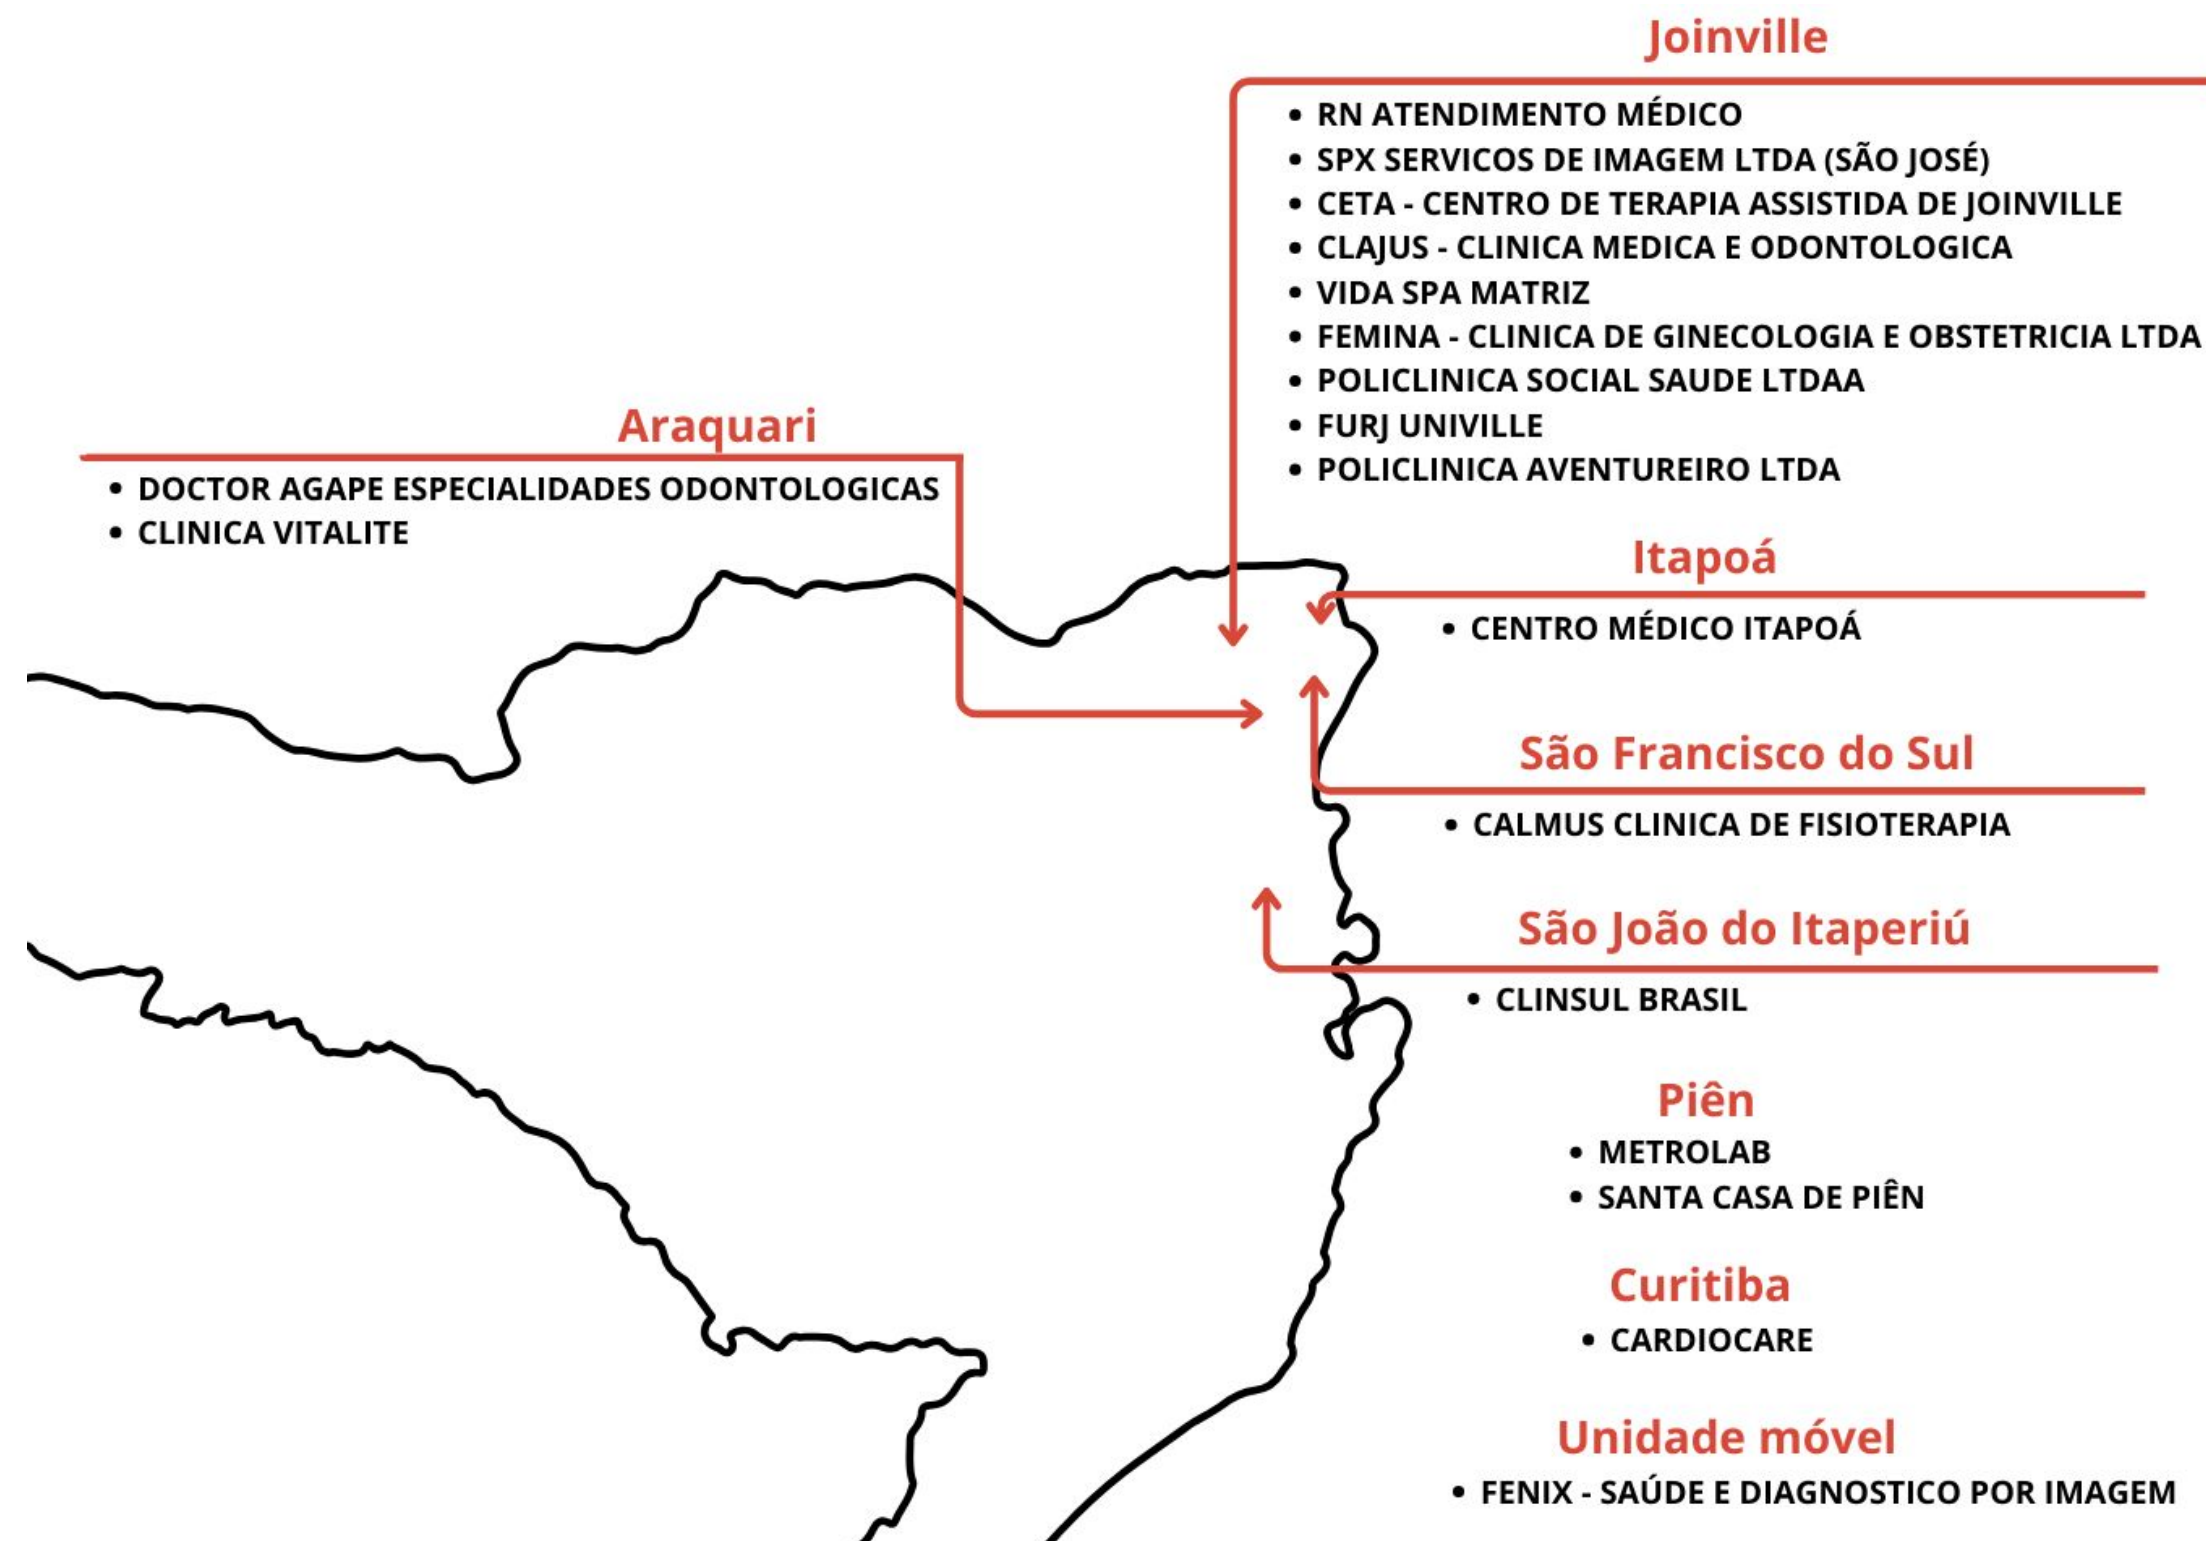 Joinville
• RN ATENDIMENTO MÉDICO
• SPX SERVICOS DE IMAGEM LTDA (SÃO JOSÉ)
• CETA - CENTRO DE TERAPIA ASSISTIDA DE JOINVILLE
• CLAJUS - CLINICA MEDICA E ODONTOLOGICA
• VIDA SPA MATRIZ
• FEMINA - CLINICA DE GINECOLOGIA E OBSTETRICIA LTDA
• POLICLINICA SOCIAL SAUDE LTDAA
• FURJ UNIVILLE
• POLICLINICA AVENTUREIRO LTDA
Araquari
• DOCTOR AGAPE ESPECIALIDADES ODONTOLOGICAS
• CLINICA VITALITE
Itapoá
• CENTRO MÉDICO ITAPOÁ
São Francisco do Sul
• CALMUS CLINICA DE FISIOTERAPIA
São João do Itaperiú
• CLINSUL BRASIL
Piên
• METROLAB
• SANTA CASA DE PIÊN
Curitiba
• CARDIOCARE
Unidade móvel
• FENIX - SAÚDE E DIAGNOSTICO POR IMAGEM